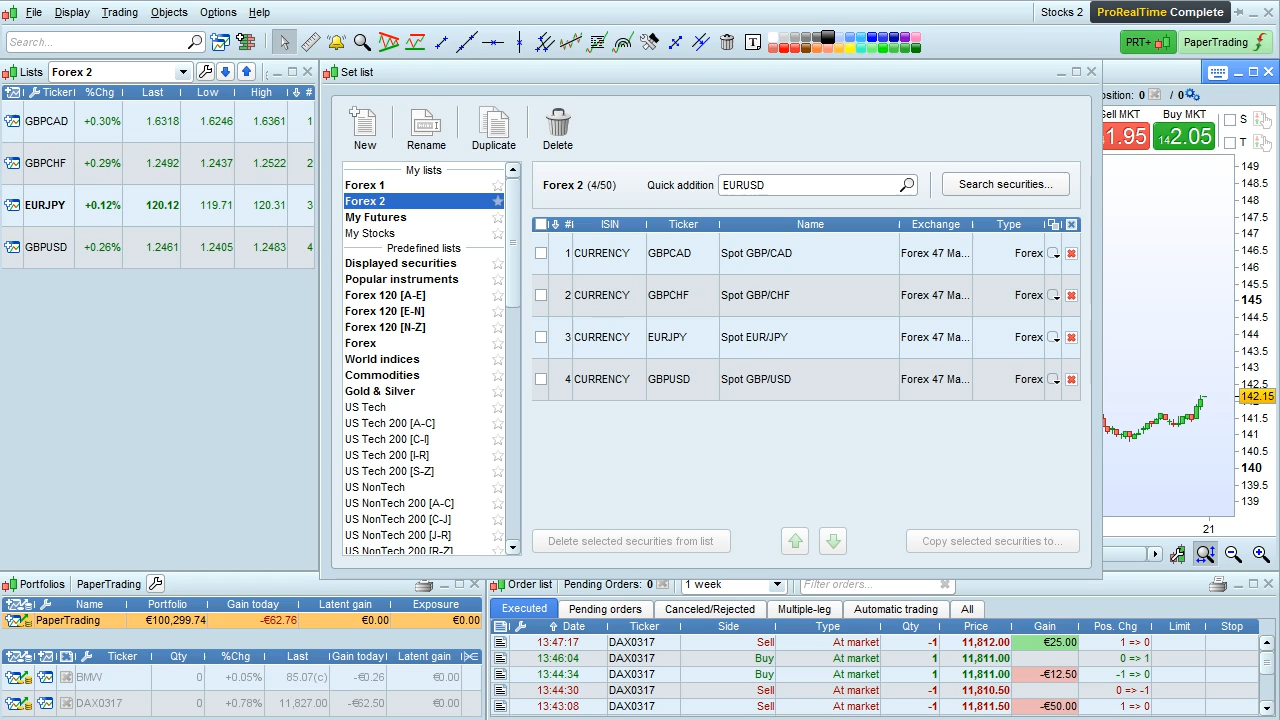 File Display Trading Objects Options Help Stocks 2 ProRealTime Complete
Search... PRT+ PaperTrading
Lists Forex 2
Ticker %Chg Last Low High #
GBPCAD +0.30% 1.6318 1.6246 1.6361 1
GBPCHF +0.29% 1.2492 1.2437 1.2522 2
EURJPY +0.12% 120.12 119.71 120.31 3
GBPUSD +0.26% 1.2461 1.2405 1.2483 4
Set list
New Rename Duplicate Delete
My lists
Forex 1
Forex 2
My Futures
My Stocks
Predefined lists
Displayed securities
Popular instruments
Forex 120 [A-E]
Forex 120 [E-N]
Forex 120 [N-Z]
Forex
World indices
Commodities
Gold & Silver
US Tech
US Tech 200 [A-C]
US Tech 200 [C-I]
US Tech 200 [I-R]
US Tech 200 [S-Z]
US NonTech
US NonTech 200 [A-C]
US NonTech 200 [C-J]
US NonTech 200 [J-R]
US NonTech 200 [R-Z]
Forex 2 (4/50) Quick addition EURUSD Search securities...
# ISIN Ticker Name Exchange Type
1 CURRENCY GBPCAD Spot GBP/CAD Forex 47 Ma... Forex
2 CURRENCY GBPCHF Spot GBP/CHF Forex 47 Ma... Forex
3 CURRENCY EURJPY Spot EUR/JPY Forex 47 Ma... Forex
4 CURRENCY GBPUSD Spot GBP/USD Forex 47 Ma... Forex
Delete selected securities from list Copy selected securities to...
osition: 0 / 0
ell MKT Buy MKT S
1.95 142.05 T
149
148.5
148
147.5
147
146.5
146
145.5
145
144.5
144
143.5
143
142.5
142.15
141.5
141
140.5
140
139.5
139
21
Portfolios PaperTrading
Name Portfolio Gain today Latent gain Exposure
PaperTrading €100,299.74 -€62.76 €0.00 €0.00
Ticker Qty %Chg Last Gain today Latent gain
BMW 0 +0.05% 85.07(c) -€0.26 €0.00
DAX0317 0 +0.78% 11,827.00 -€62.50 €0.00
Order list Pending Orders: 0 1 week Filter orders...
Executed Pending orders Canceled/Rejected Multiple-leg Automatic trading All
Date Ticker Side Type Qty Price Gain Pos. Chg Limit Stop
13:47:17 DAX0317 Sell At market -1 11,812.00 €25.00 1 => 0
13:46:04 DAX0317 Buy At market 1 11,811.00 0 => 1
13:44:34 DAX0317 Buy At market 1 11,811.00 -€12.50 -1 => 0
13:44:30 DAX0317 Sell At market -1 11,810.50 0 => -1
13:43:08 DAX0317 Sell At market -1 11,811.50 -€50.00 1 => 0